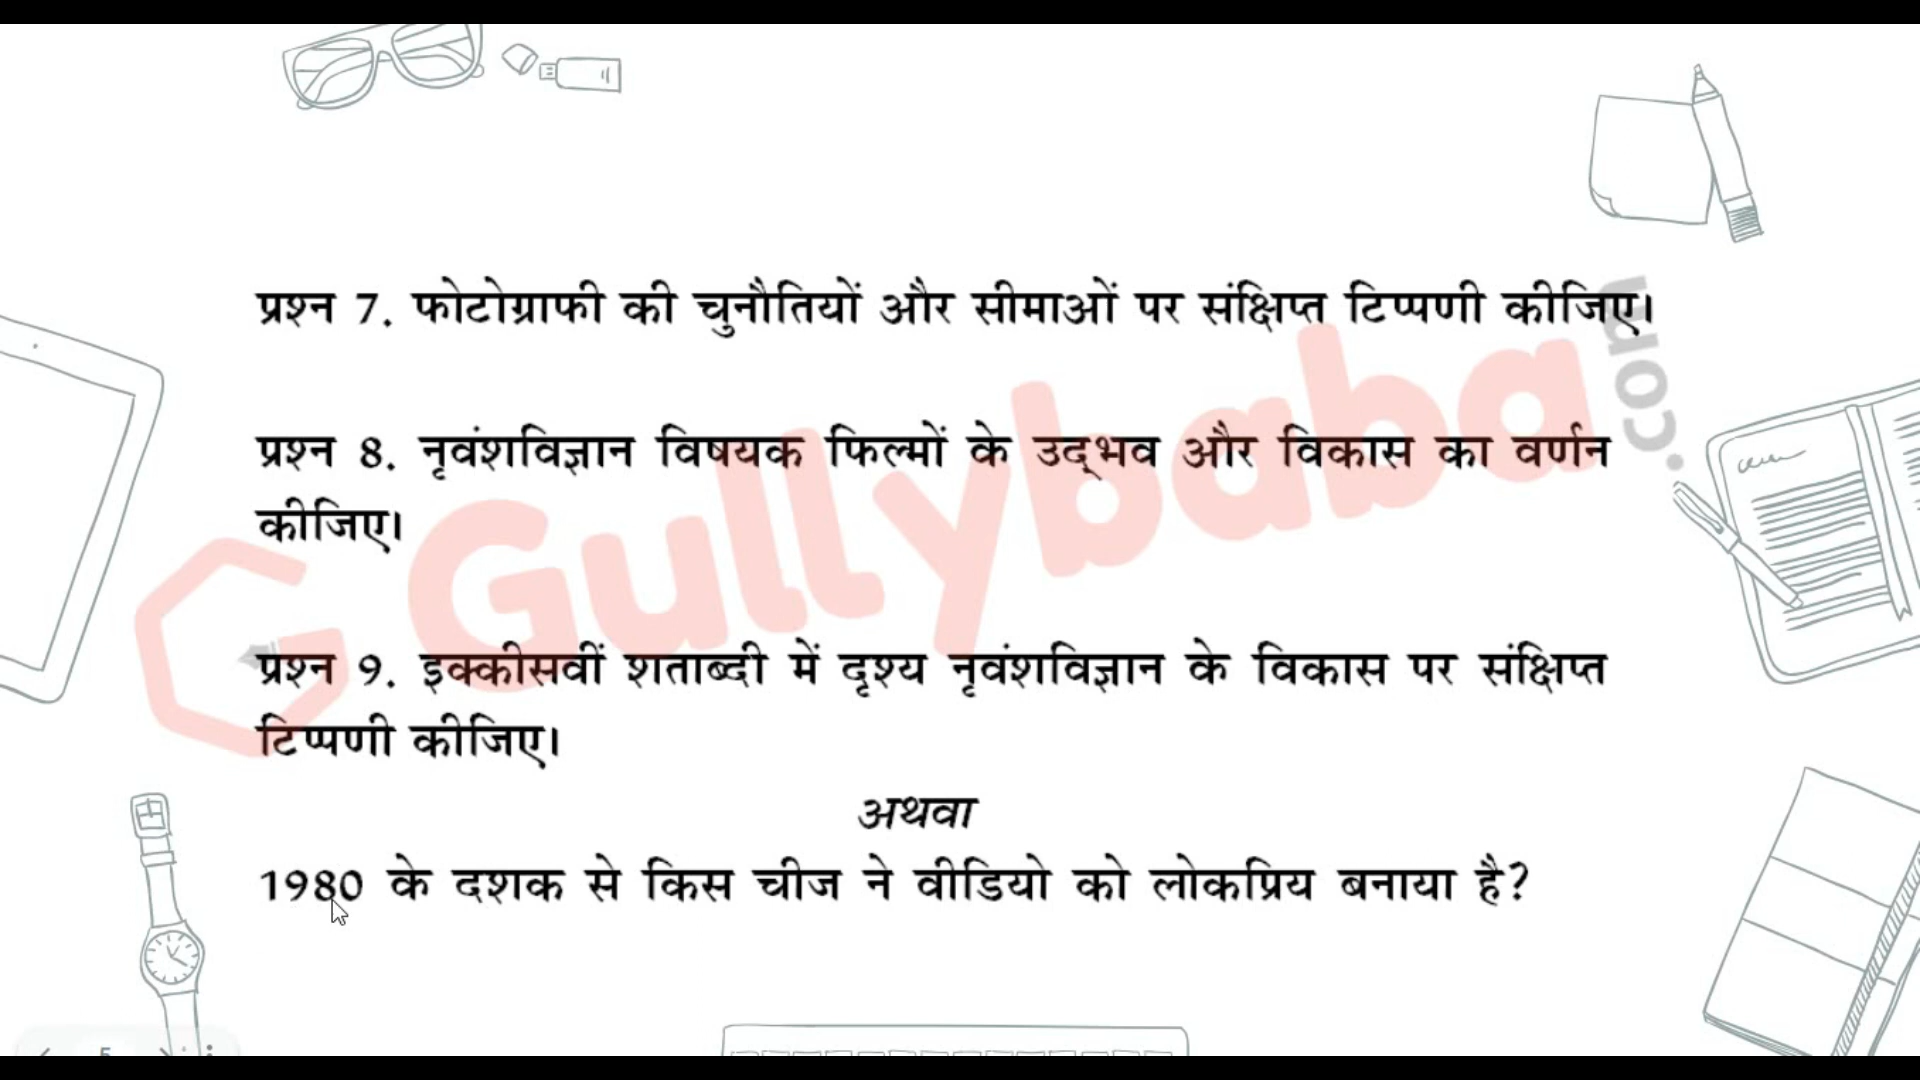 प्रश्न 7. फोटोग्राफी की चुनौतियों और सीमाओं पर संक्षिप्त टिप्पणी कीजिए।
प्रश्न 8. नृवंशविज्ञान विषयक फिल्मों के उद्भव और विकास का वर्णन
कीजिए।
Gullybaba.com
प्रश्न 9. इक्कीसवीं शताब्दी में दृश्य नृवंशविज्ञान के विकास पर संक्षिप्त
टिप्पणी कीजिए।
अथवा
1980 के दशक से किस चीज ने वीडियो को लोकप्रिय बनाया है?
5